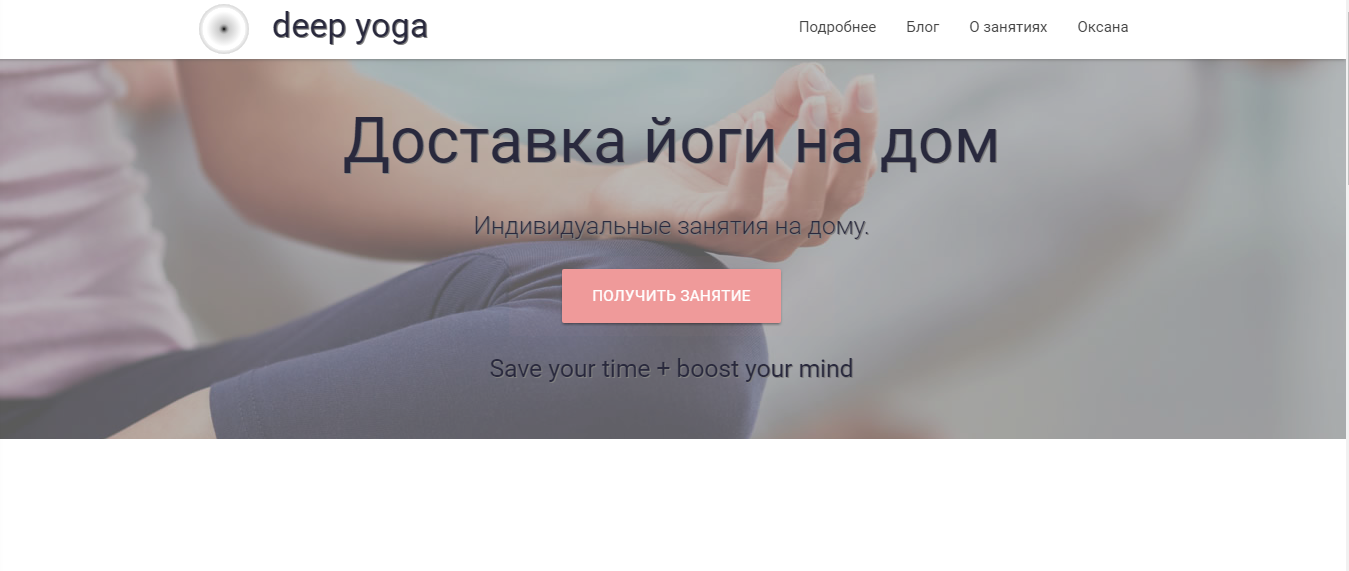 deep yoga
Подробнее Блог О занятиях Оксана
Доставка йоги на дом
Индивидуальные занятия на дому.
ПОЛУЧИТЬ ЗАНЯТИЕ
Save your time + boost your mind